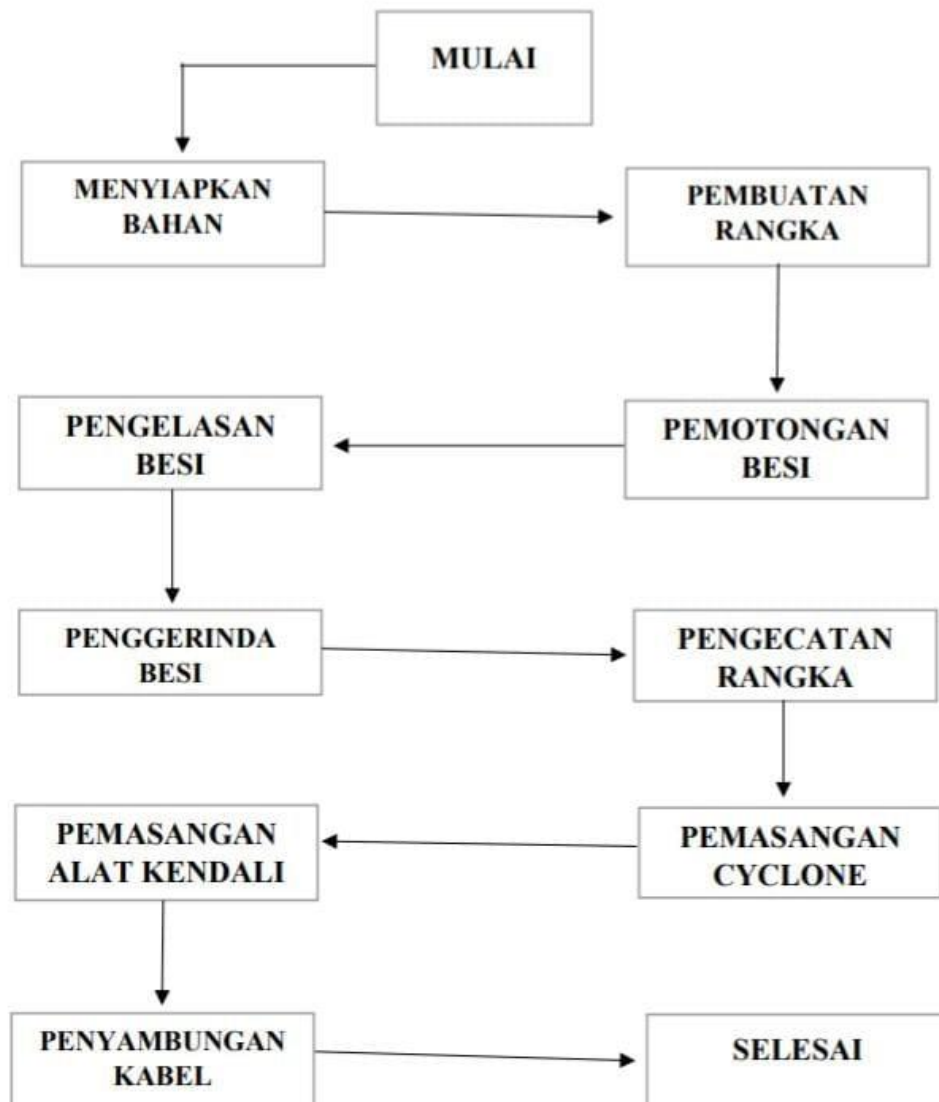 MULAI
MENYIAPKAN
BAHAN
PEMBUATAN
RANGKA
PEMOTONGAN
BESI
PENGELASAN
BESI
PENGGERINDA
BESI
PENGECATAN
RANGKA
PEMASANGAN
CYCLONE
PEMASANGAN
ALAT KENDALI
PENYAMBUNGAN
KABEL
SELESAI